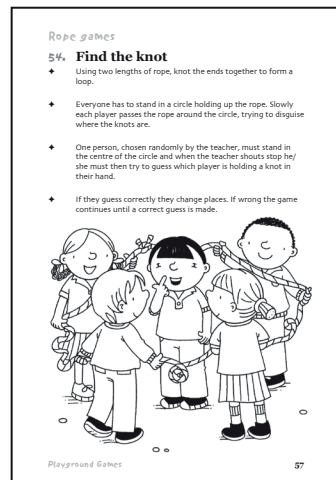 Rope games
54. Find the knot
✦ Using two lengths of rope, knot the ends together to form a
loop.
✦ Everyone has to stand in a circle holding up the rope. Slowly
each player passes the rope around the circle, trying to disguise
where the knots are.
✦ One person, chosen randomly by the teacher, must stand in
the centre of the circle and when the teacher shouts stop he/
she must then try to guess which player is holding a knot in
their hand.
✦ If they guess correctly they change places. If wrong the game
continues until a correct guess is made.
Playground Games 57